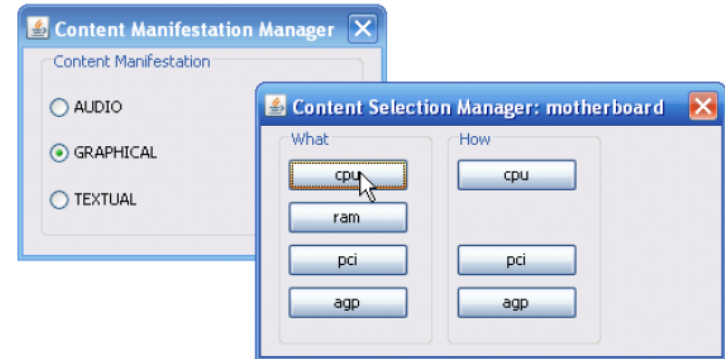 Content Manifestation Manager
Content Manifestation
AUDIO
GRAPHICAL
TEXTUAL
Content Selection Manager: motherboard
What
How
cpu
cpu
ram
pci
pci
agp
agp